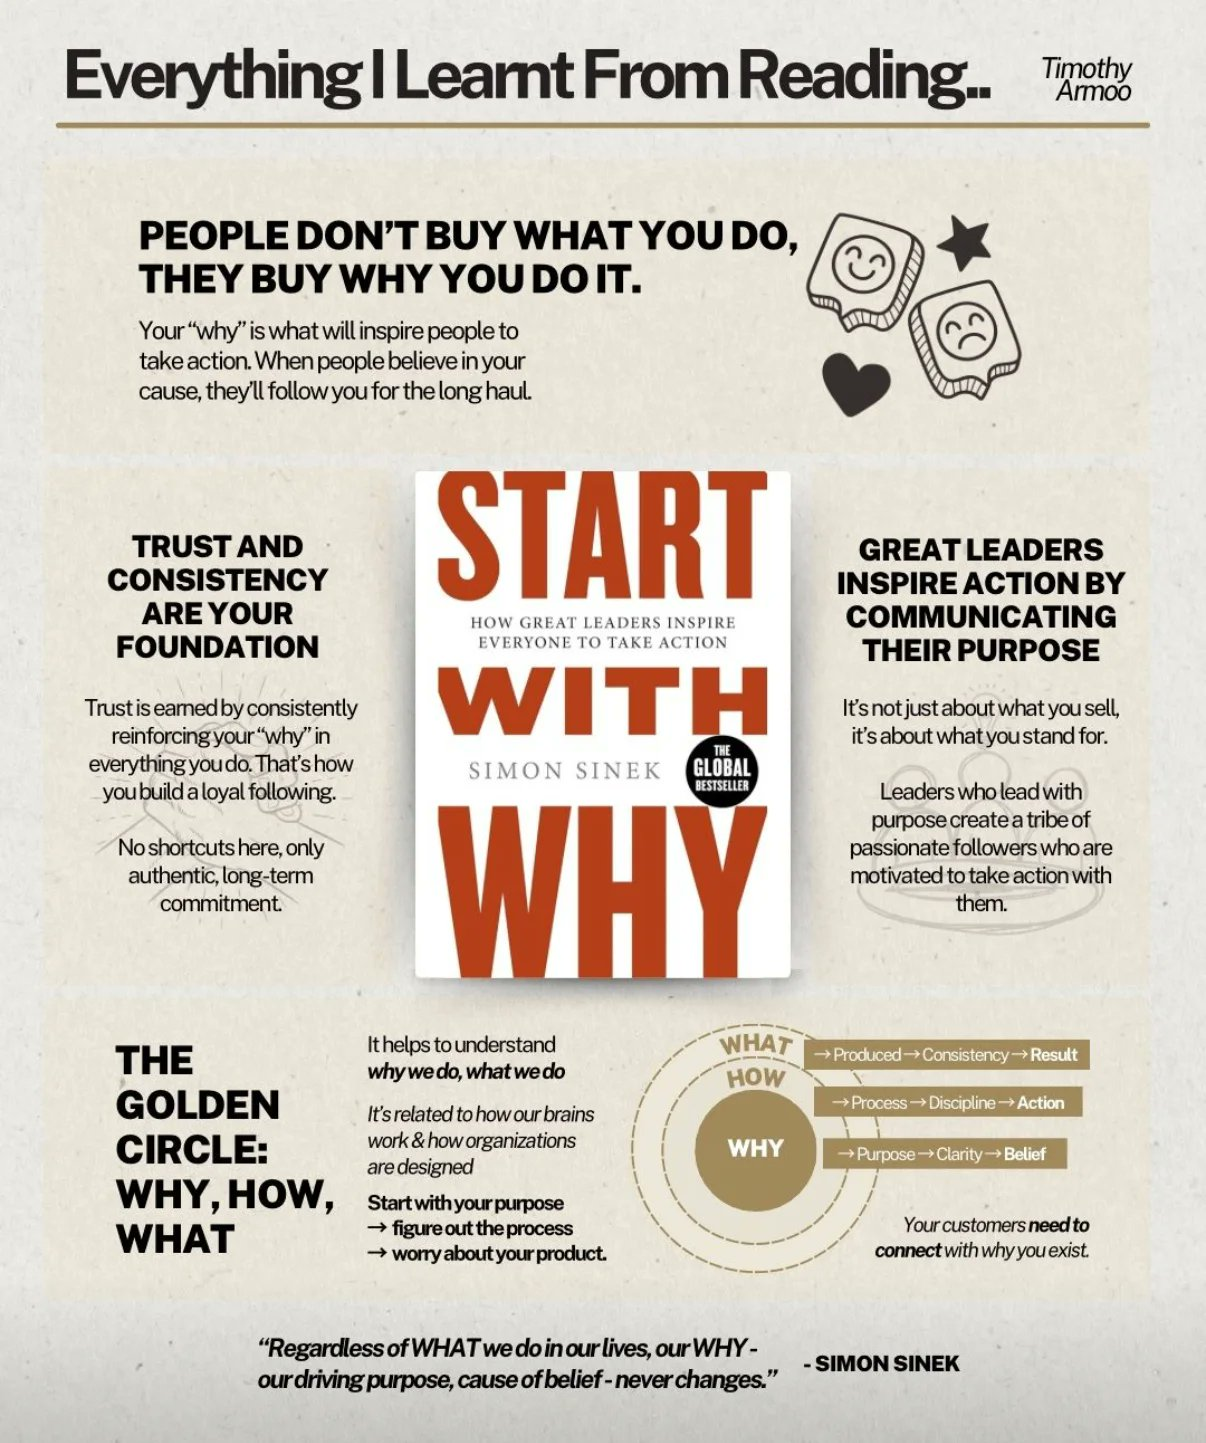 Everything I Learnt From Reading..
Timothy
Armoo
PEOPLE DON'T BUY WHAT YOU DO,
THEY BUY WHY YOU DO IT.
Your “why” is what will inspire people to
take action. When people believe in your
cause, they'll follow you for the long haul.
TRUST AND
CONSISTENCY
ARE YOUR
FOUNDATION
Trust is earned by consistently
reinforcing your “why” in
everything you do. That's how
you build a loyal following.
No shortcuts here, only
authentic, long-term
commitment.
START
HOW GREAT LEADERS INSPIRE
EVERYONE TO TAKE ACTION
WITH
SIMON SINEK
THE
GLOBAL
BESTSELLER
WHY
GREAT LEADERS
INSPIRE ACTION BY
COMMUNICATING
THEIR PURPOSE
It's not just about what you sell,
it's about what you stand for.
Leaders who lead with
purpose create a tribe of
passionate followers who are
motivated to take action with
them.
THE
GOLDEN
CIRCLE:
WHY, HOW,
WHAT
It helps to understand
why we do, what we do
It's related to how our brains
work & how organizations
are designed
Start with your purpose
→ figure out the process
→ worry about your product.
WHAT
→ Produced → Consistency → Result
HOW
→ Process → Discipline → Action
WHY
→ Purpose → Clarity → Belief
Your customers need to
connect with why you exist.
“Regardless of WHAT we do in our lives, our WHY -
our driving purpose, cause of belief - never changes.”
- SIMON SINEK